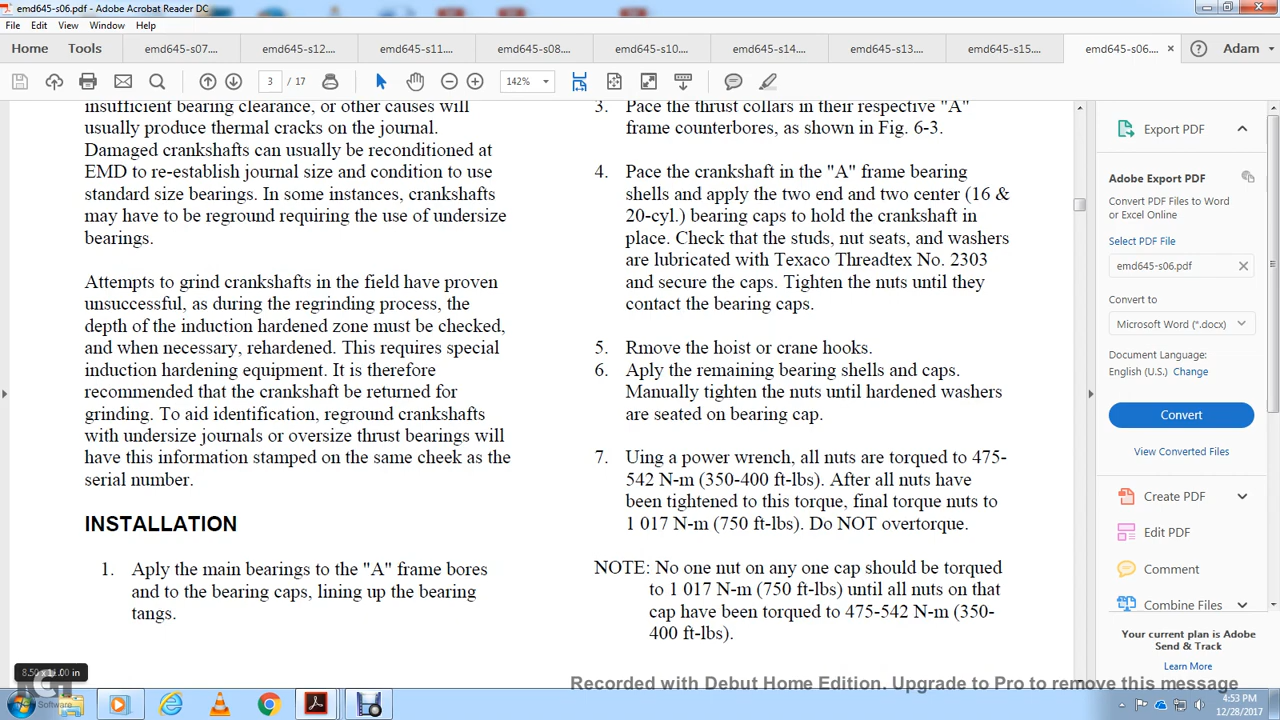 emd645-s06.pdf - Adobe Acrobat Reader DC
File Edit View Window Help
Home Tools emd645-s07.... emd645-s12.... emd645-s11.... emd645-s08.... emd645-s10.... emd645-s14.... emd645-s13.... emd645-s15.... emd645-s06.... × Adam
3 / 17 142%
insufficient bearing clearance, or other causes will
usually produce thermal cracks on the journal.
Damaged crankshafts can usually be reconditioned at
EMD to re-establish journal size and condition to use
standard size bearings. In some instances, crankshafts
may have to be reground requiring the use of undersize
bearings.
Attempts to grind crankshafts in the field have proven
unsuccessful, as during the regrinding process, the
depth of the induction hardened zone must be checked,
and when necessary, rehardened. This requires special
induction hardening equipment. It is therefore
recommended that the crankshaft be returned for
grinding. To aid identification, reground crankshafts
with undersize journals or oversize thrust bearings will
have this information stamped on the same cheek as the
serial number.
INSTALLATION
1. Aply the main bearings to the "A" frame bores
and to the bearing caps, lining up the bearing
tangs.
3. Pace the thrust collars in their respective "A"
frame counterbores, as shown in Fig. 6-3.
4. Pace the crankshaft in the "A" frame bearing
shells and apply the two end and two center (16 &
20-cyl.) bearing caps to hold the crankshaft in
place. Check that the studs, nut seats, and washers
are lubricated with Texaco Threadtex No. 2303
and secure the caps. Tighten the nuts until they
contact the bearing caps.
5. Rmove the hoist or crane hooks.
6. Aply the remaining bearing shells and caps.
Manually tighten the nuts until hardened washers
are seated on bearing cap.
7. Uing a power wrench, all nuts are torqued to 475-
542 N-m (350-400 ft-lbs). After all nuts have
been tightened to this torque, final torque nuts to
1 017 N-m (750 ft-lbs). Do NOT overtorque.
NOTE: No one nut on any one cap should be torqued
to 1 017 N-m (750 ft-lbs) until all nuts on that
cap have been torqued to 475-542 N-m (350-
400 ft-lbs).
Export PDF
Adobe Export PDF
Convert PDF Files to Word
or Excel Online
Select PDF File
emd645-s06.pdf
Convert to
Microsoft Word (*.docx)
Document Language:
English (U.S.) Change
Convert
View Converted Files
Create PDF
Edit PDF
Comment
Combine Files
Your current plan is Adobe
Send & Track
Learn More
8.50 x 11.00 in
Software
Recorded with Debut Home Edition. Upgrade to Pro to remove this message
4:53 PM
12/28/2017